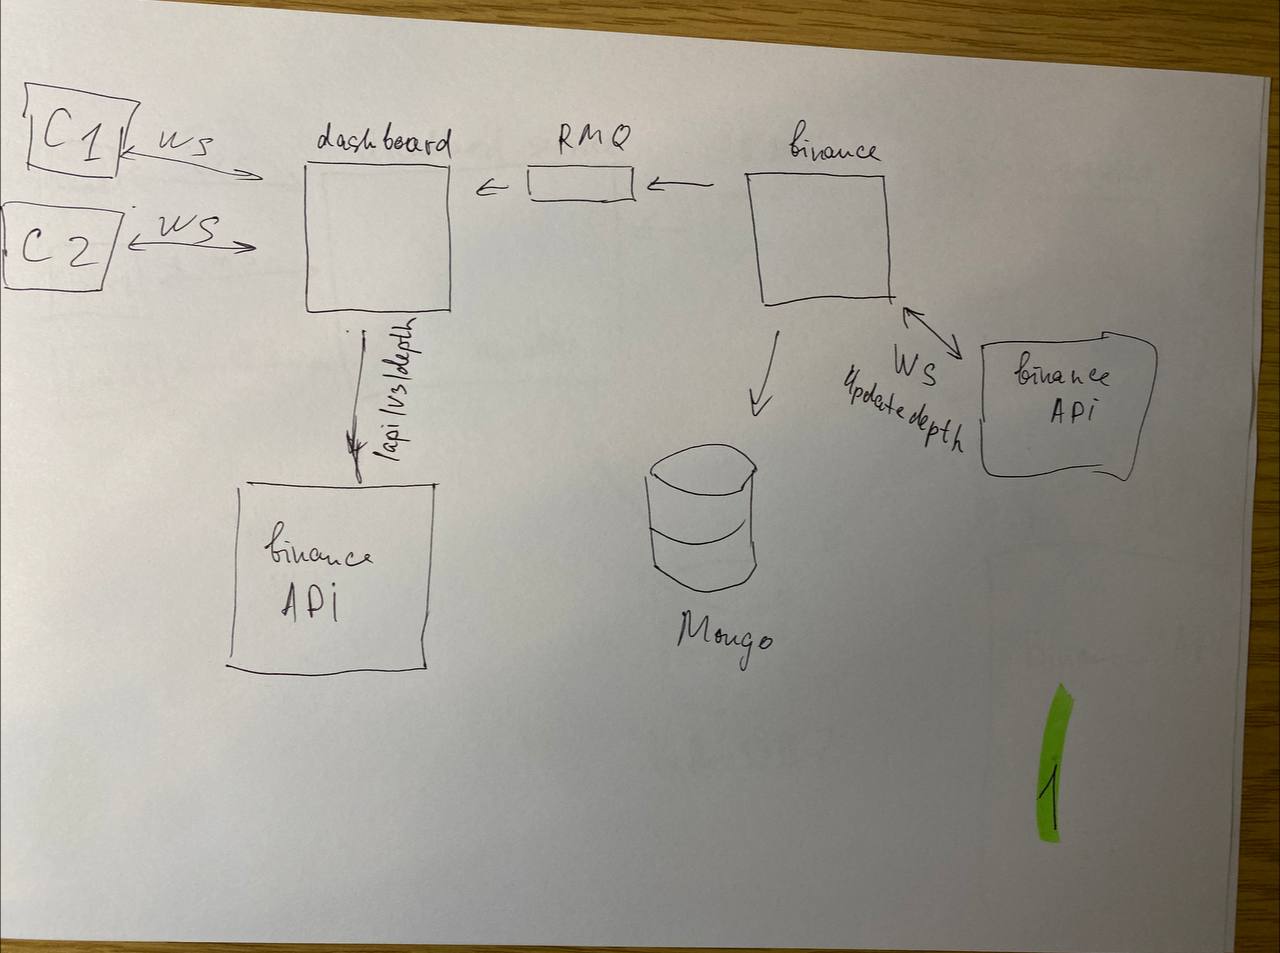 C1
WS
dashboard
RMQ
binance
C2
WS
/api/v3/depth
WS
Updatedepth
binance
API
binance
API
Mongo
1